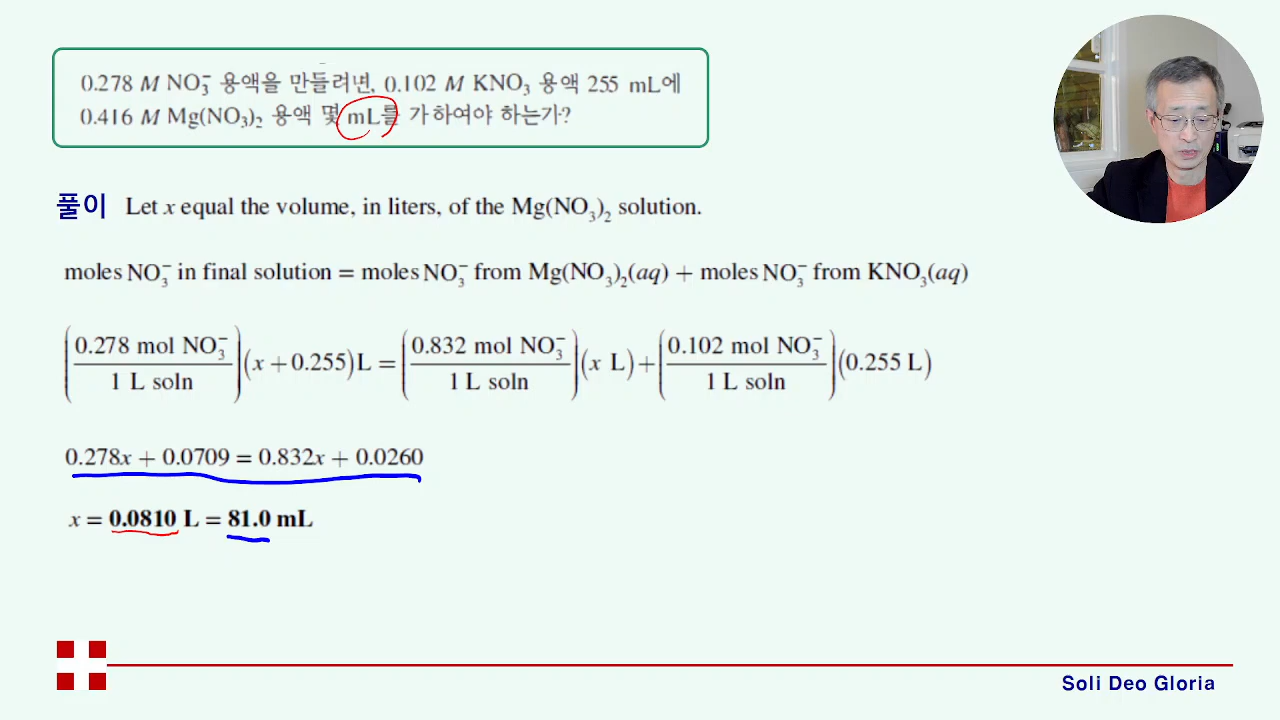 0.278 M NO₃⁻ 용액을 만들려면, 0.102 M KNO₃ 용액 255 mL에
0.416 M Mg(NO₃)₂ 용액 몇 mL를 가하여야 하는가?
풀이 Let x equal the volume, in liters, of the Mg(NO₃)₂ solution.
moles NO₃⁻ in final solution = moles NO₃⁻ from Mg(NO₃)₂(aq) + moles NO₃⁻ from KNO₃(aq)
(0.278 mol NO₃⁻ / 1 L soln)(x + 0.255)L = (0.832 mol NO₃⁻ / 1 L soln)(x L) + (0.102 mol NO₃⁻ / 1 L soln)(0.255 L)
0.278x + 0.0709 = 0.832x + 0.0260
x = 0.0810 L = 81.0 mL
Soli Deo Gloria